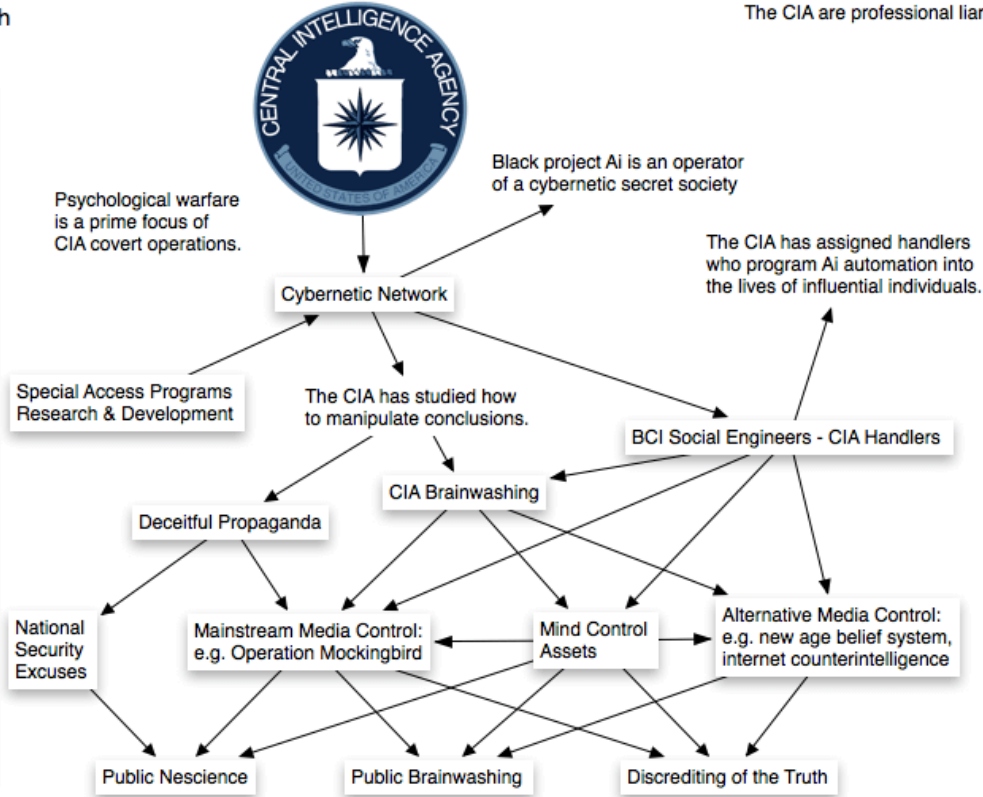 h
The CIA are professional liar
CENTRAL INTELLIGENCE AGENCY
UNITED STATES OF AMERICA
Black project Ai is an operator
of a cybernetic secret society
Psychological warfare
is a prime focus of
CIA covert operations.
The CIA has assigned handlers
who program Ai automation into
the lives of influential individuals.
Cybernetic Network
Special Access Programs
Research & Development
The CIA has studied how
to manipulate conclusions.
BCI Social Engineers - CIA Handlers
CIA Brainwashing
Deceitful Propaganda
National
Security
Excuses
Mainstream Media Control:
e.g. Operation Mockingbird
Mind Control
Assets
Alternative Media Control:
e.g. new age belief system,
internet counterintelligence
Public Nescience
Public Brainwashing
Discrediting of the Truth